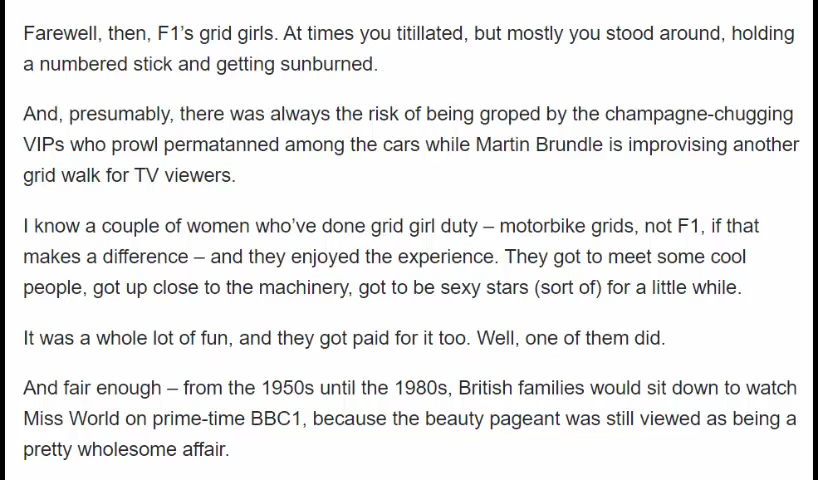 Farewell, then, F1’s grid girls. At times you titillated, but mostly you stood around, holding
a numbered stick and getting sunburned.
And, presumably, there was always the risk of being groped by the champagne-chugging
VIPs who prowl permatanned among the cars while Martin Brundle is improvising another
grid walk for TV viewers.
I know a couple of women who’ve done grid girl duty – motorbike grids, not F1, if that
makes a difference – and they enjoyed the experience. They got to meet some cool
people, got up close to the machinery, got to be sexy stars (sort of) for a little while.
It was a whole lot of fun, and they got paid for it too. Well, one of them did.
And fair enough – from the 1950s until the 1980s, British families would sit down to watch
Miss World on prime-time BBC1, because the beauty pageant was still viewed as being a
pretty wholesome affair.